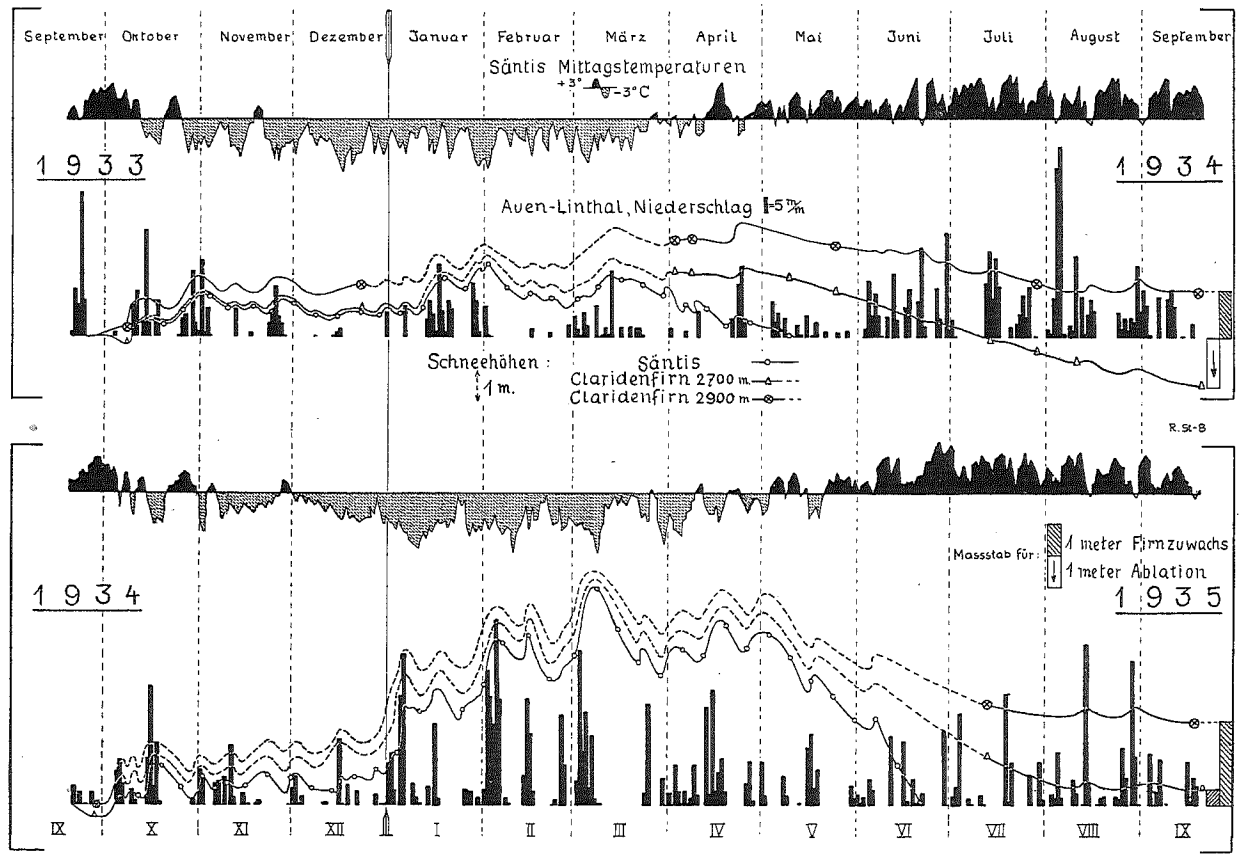 September Oktober November Dezember Januar Februar März April Mai Juni Juli August September
Säntis Mittagstemperaturen
+3° -3°C
1933
1934
Auen-Linthal, Niederschlag =5 m/m
Schneehöhen:
1 m.
Säntis
Claridenfirn 2700 m
Claridenfirn 2900 m
R.St-B
Massstab für:
1 meter Firnzuwachs
1 meter Ablation
1934
1935
IX X XI XII I II III IV V VI VII VIII IX